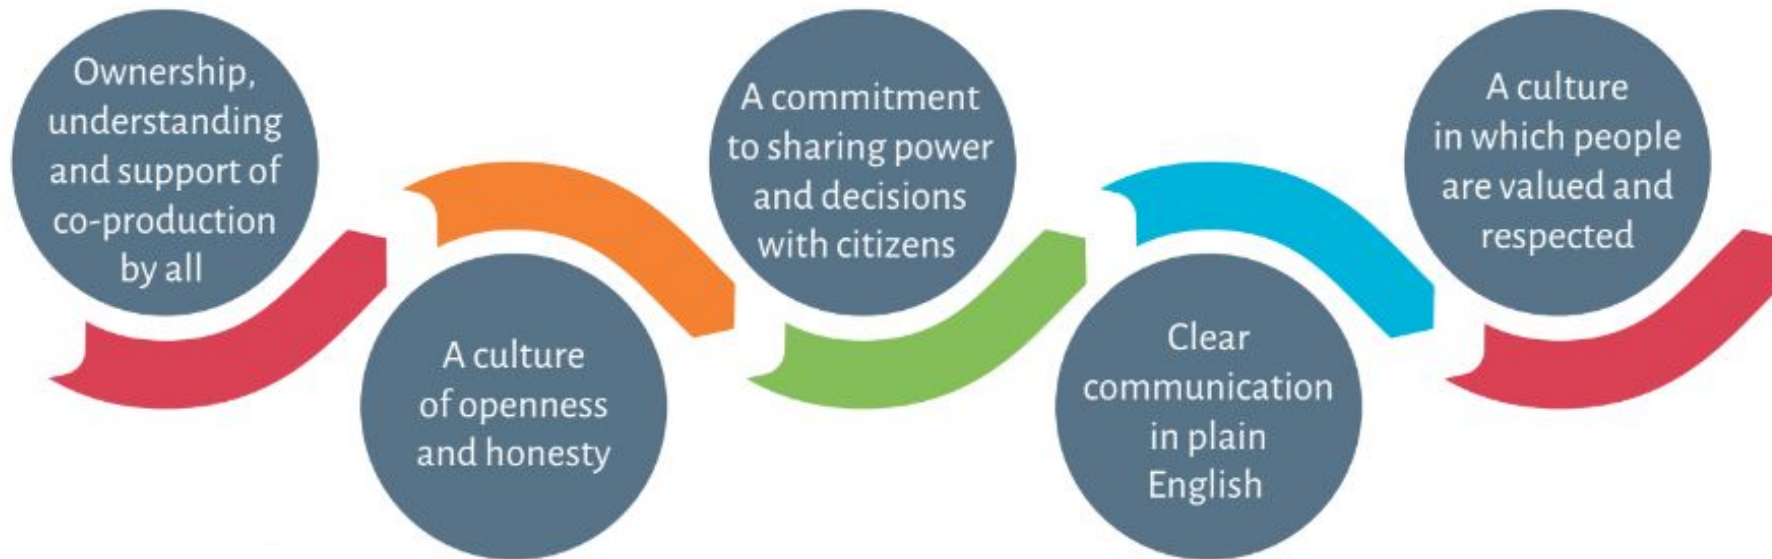 Ownership,
understanding
and support of
co-production
by all
A culture
of openness
and honesty
A commitment
to sharing power
and decisions
with citizens
Clear
communication
in plain
English
A culture
in which people
are valued and
respected